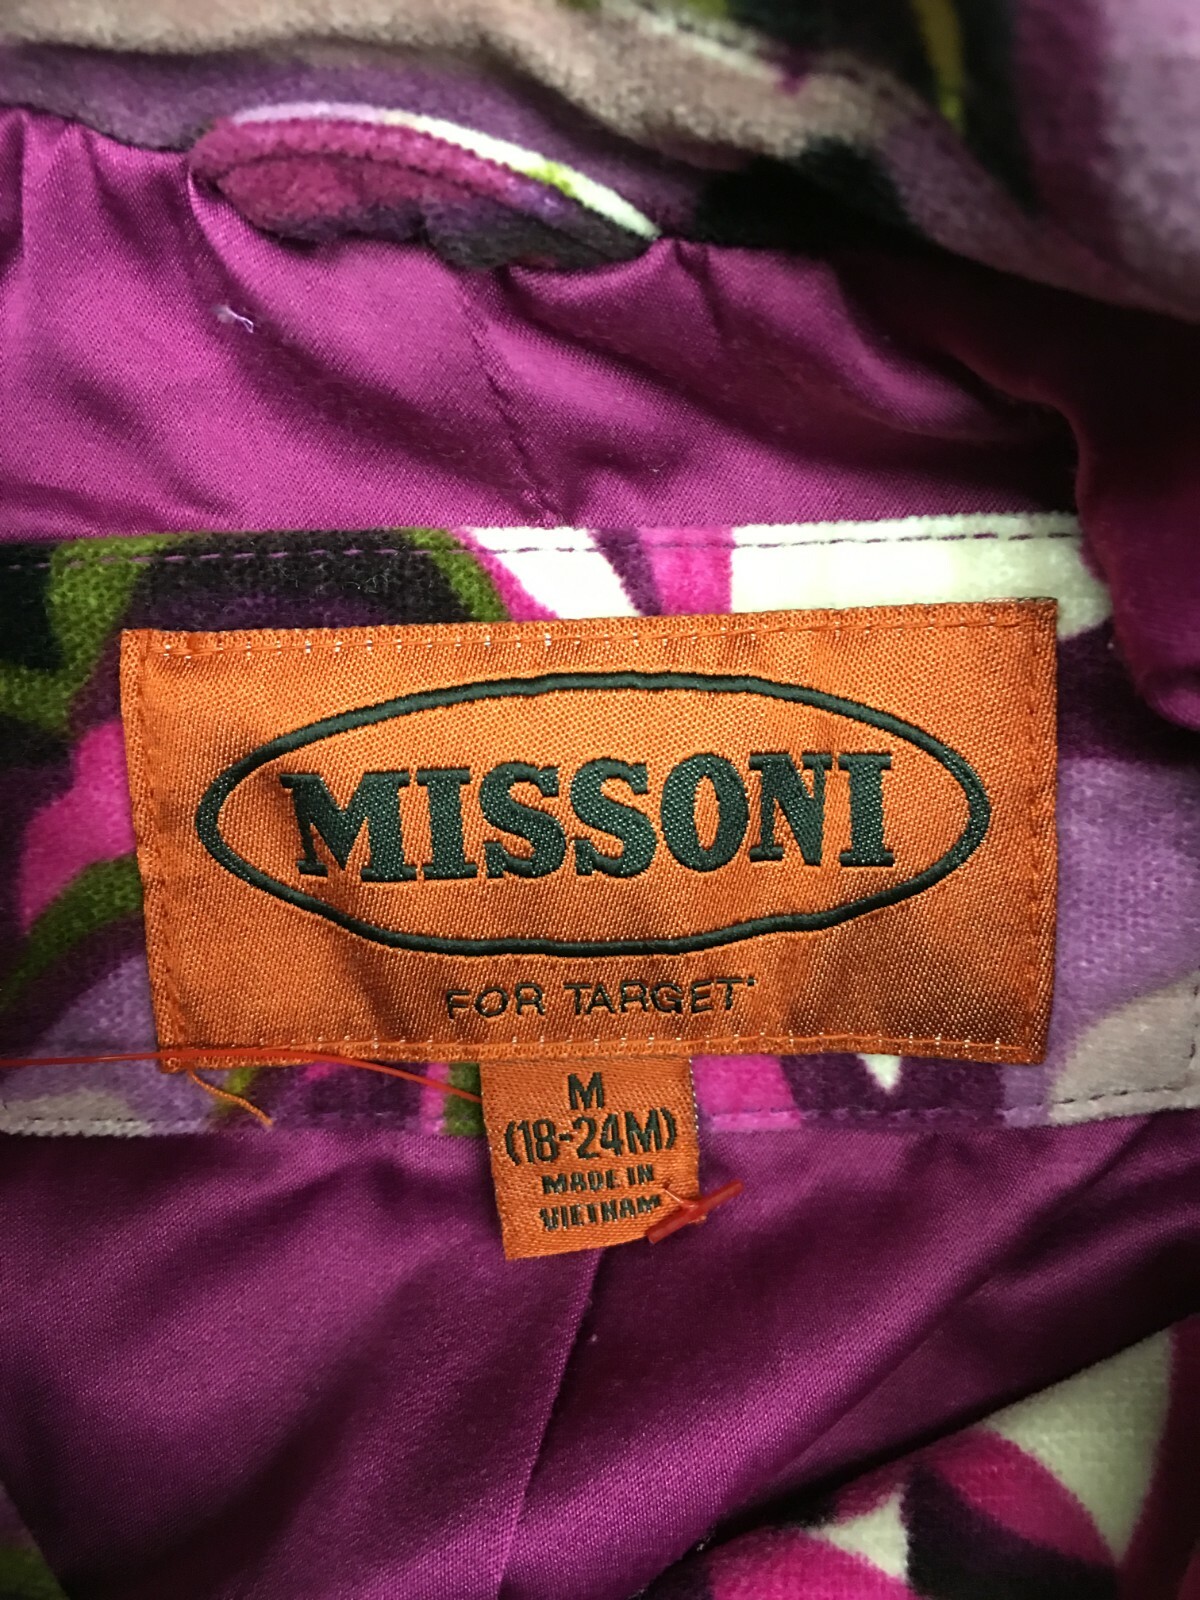 MISSONI
FOR TARGET
M
(18-24M)
MADE IN
VIETNAM